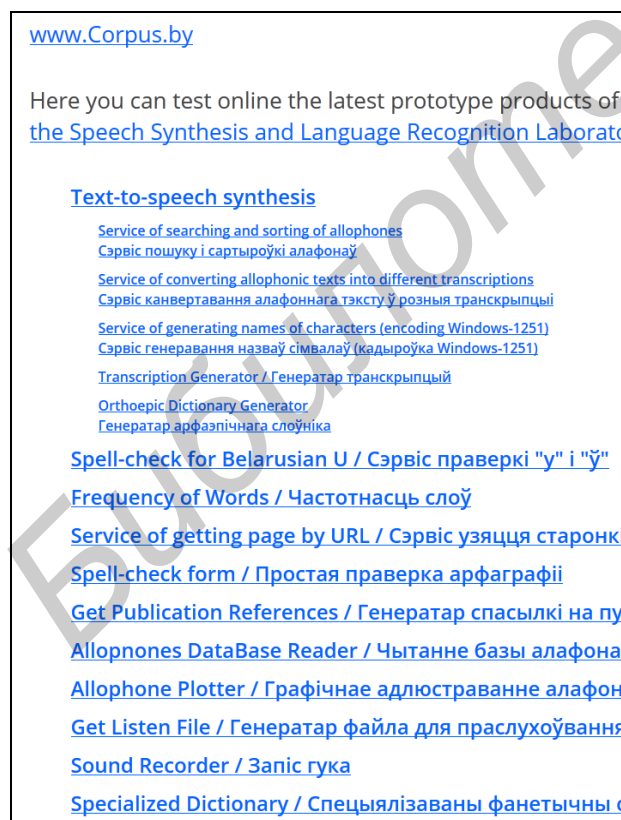 www.Corpus.by
Here you can test online the latest prototype products of
the Speech Synthesis and Language Recognition Laborato
Text-to-speech synthesis
Service of searching and sorting of allophones
Сэрвіс пошуку і сартыроўкі алафонаў
Service of converting allophonic texts into different transcriptions
Сэрвіс канвертавання алафоннага тэксту ў розныя транскрыпцыі
Service of generating names of characters (encoding Windows-1251)
Сэрвіс генеравання назваў сімвалаў (кадыроўка Windows-1251)
Transcription Generator / Генератар транскрыпцый
Orthoepic Dictionary Generator
Генератар арфаэпічнага слоўніка
Spell-check for Belarusian U / Сэрвіс праверкі "у" і "ў"
Frequency of Words / Частотнасць слоў
Service of getting page by URL / Сэрвіс узяцця старонк
Spell-check form / Простая праверка арфаграфіі
Get Publication References / Генератар спасылкі на пу
Allopnones DataBase Reader / Чытанне базы алафона
Allophone Plotter / Графічнае адлюстраванне алафон
Get Listen File / Генератар файла для праслухоўвання
Sound Recorder / Запіс гука
Specialized Dictionary / Спецыялізаваны фанетычны с
Библиоте